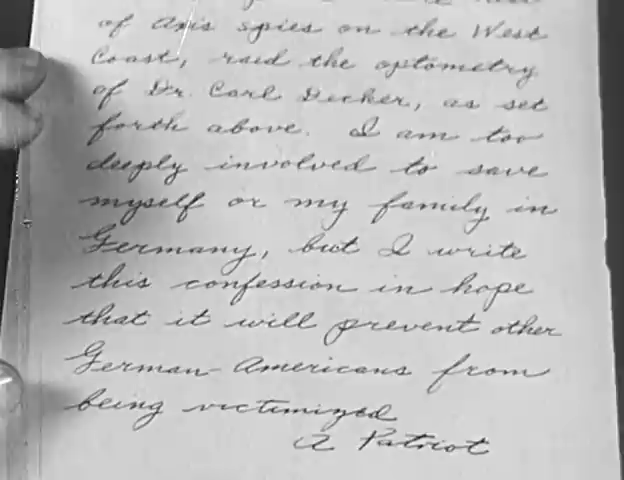 of Axis spies on the West
Coast, raid the optometry
of Dr. Carl Decker, as set
forth above. I am too
deeply involved to save
myself or my family in
Germany, but I write
this confession in hope
that it will prevent other
German-Americans from
being victimized
A Patriot